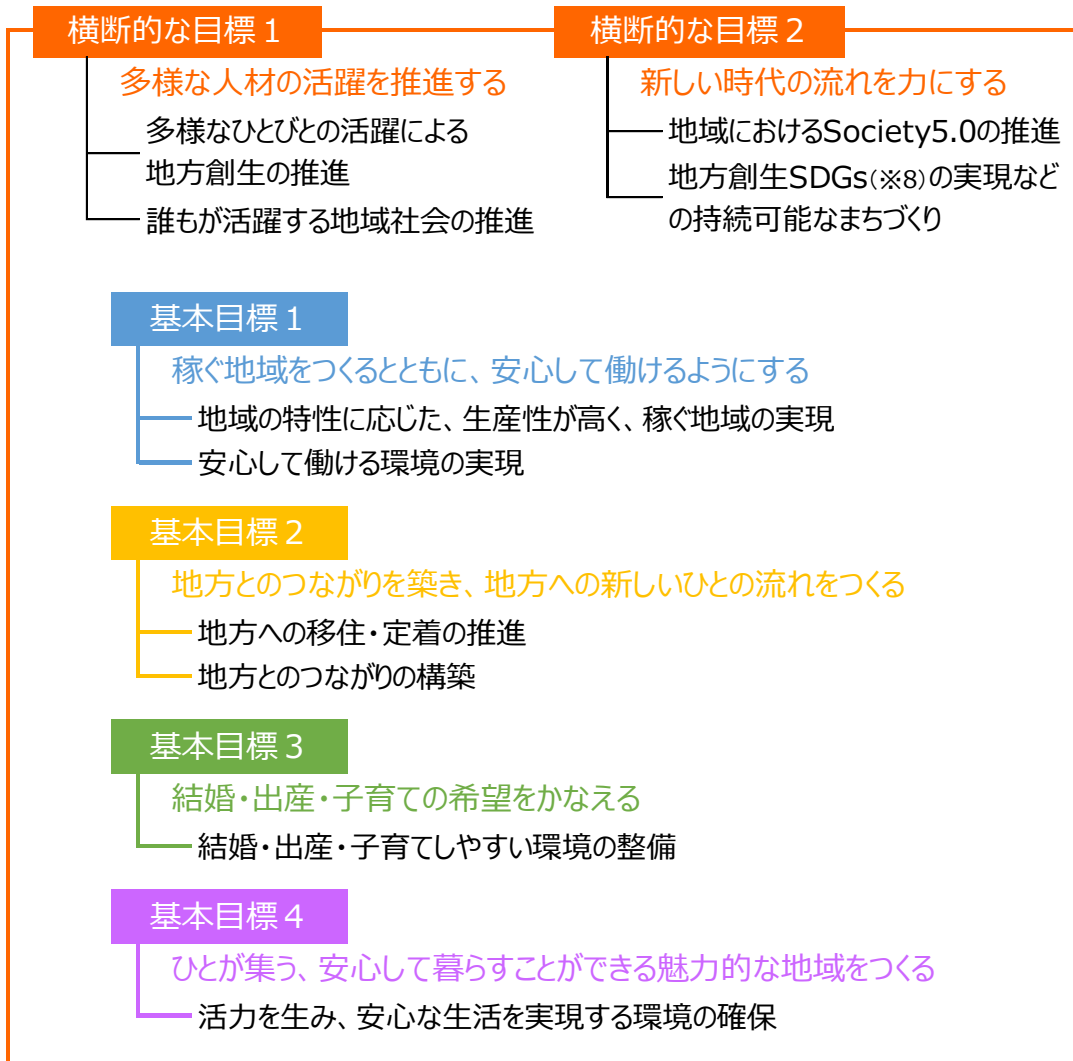 横断的な目標１
多様な人材の活躍を推進する
多様なひとびとの活躍による
地方創生の推進
誰もが活躍する地域社会の推進
横断的な目標２
新しい時代の流れを力にする
地域におけるSociety5.0の推進
地方創生SDGs(※8)の実現など
の持続可能なまちづくり
基本目標１
稼ぐ地域をつくるとともに、安心して働けるようにする
地域の特性に応じた、生産性が高く、稼ぐ地域の実現
安心して働ける環境の実現
基本目標２
地方とのつながりを築き、地方への新しいひとの流れをつくる
地方への移住・定着の推進
地方とのつながりの構築
基本目標３
結婚・出産・子育ての希望をかなえる
結婚・出産・子育てしやすい環境の整備
基本目標４
ひとが集う、安心して暮らすことができる魅力的な地域をつくる
活力を生み、安心な生活を実現する環境の確保